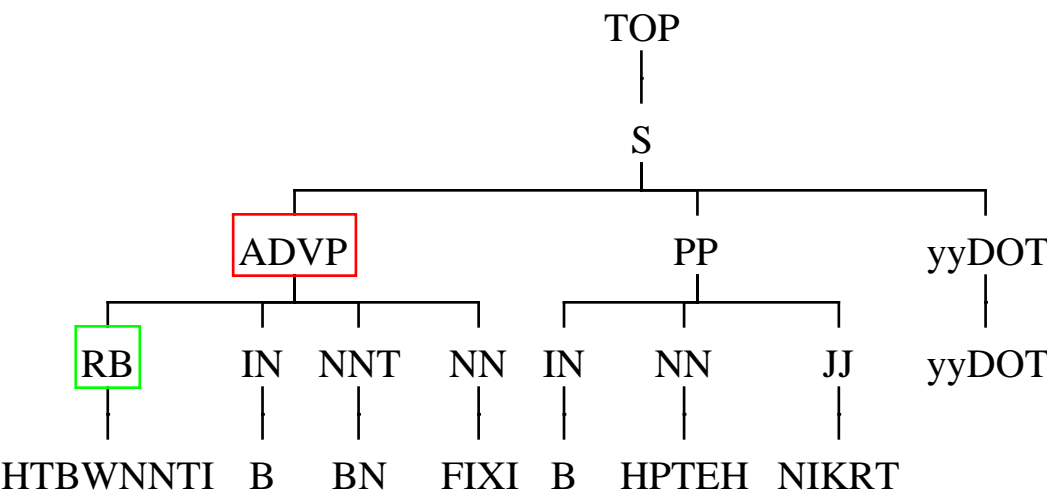 TOP
S
ADVP PP yyDOT
RB IN NNT NN IN NN JJ yyDOT
HTBWNNTI B BN FIXI B HPTEH NIKRT